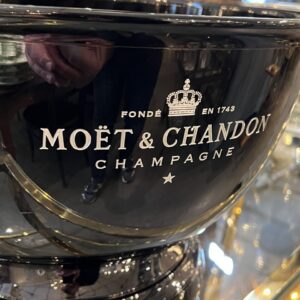 FONDÉ EN 1743
MOËT & CHANDON
CHAMPAGNE